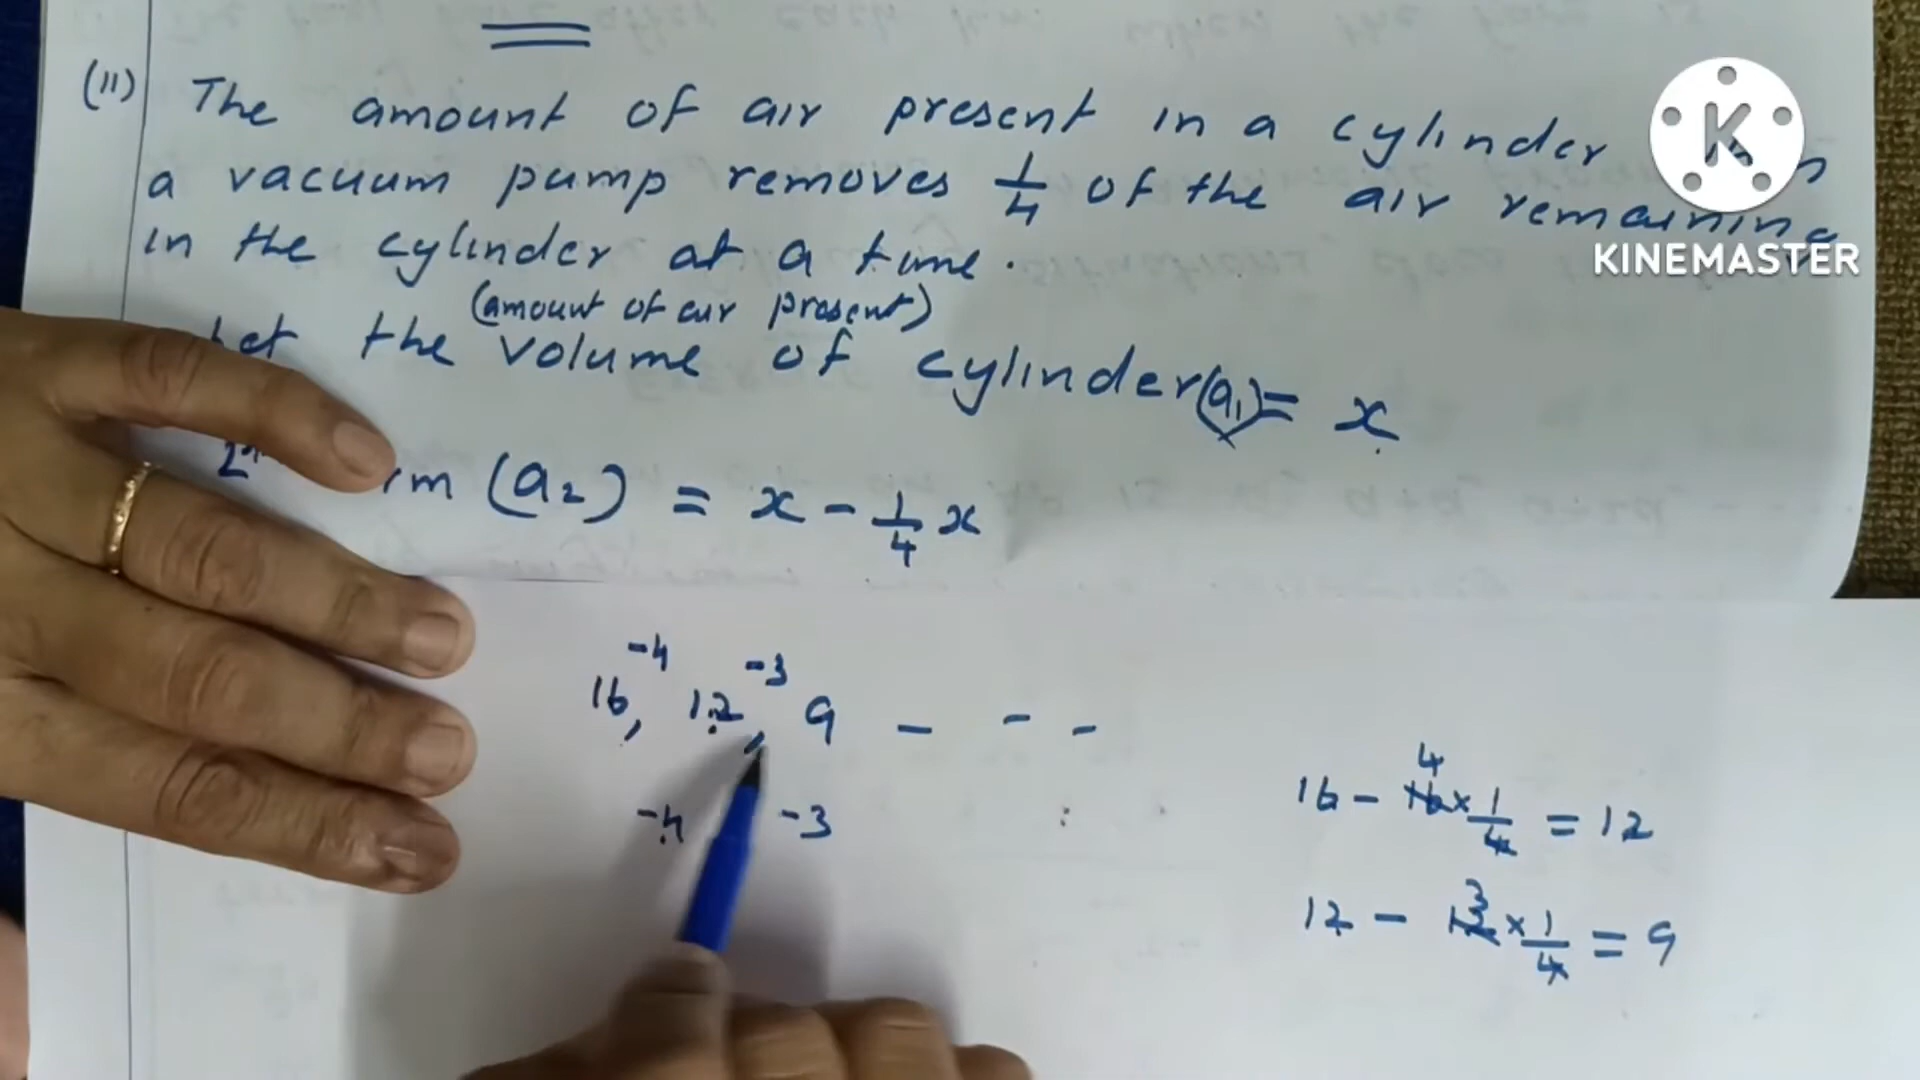 (11) The amount of air present in a cylinder
a vacuum pump removes 1/4 of the air remaining
in the cylinder at a time.
(amount of air present)
Let the volume of cylinder (a₁) = x
(a₂) = x - 1/4 x
-4 -3
16, 12, 9 - - -
-4 -3
16 - 16 × 1/4 = 12
4
12 - 12 × 1/4 = 9
3
K
KINEMASTER